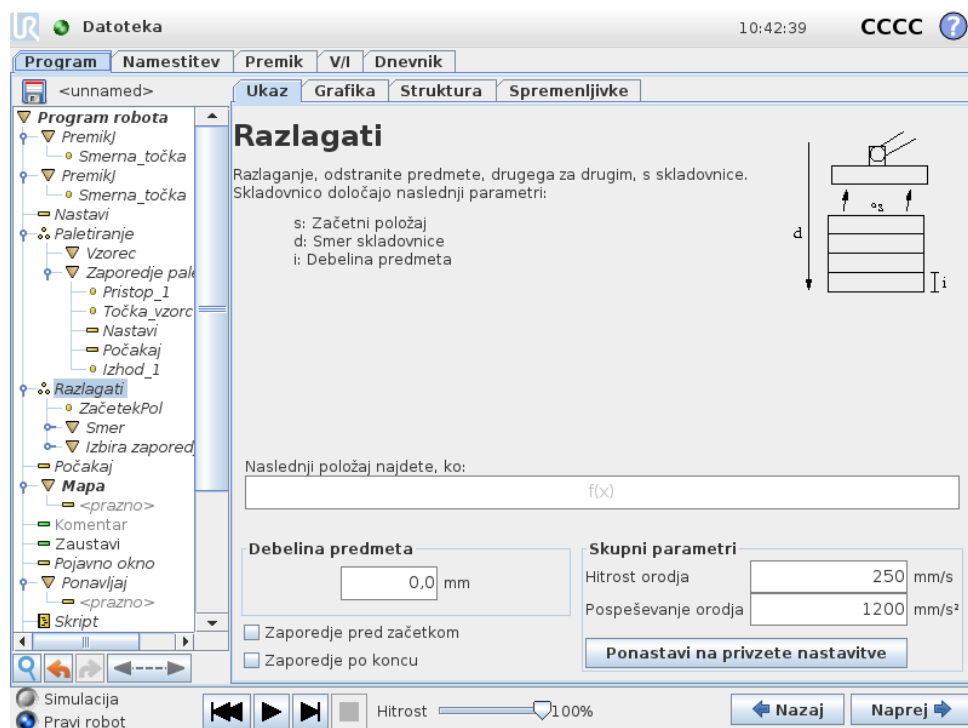 UR Datoteka 10:42:39 CCCC ?
Program Namestitev Premik V/I Dnevnik
<unnamed>
Ukaz Grafika Struktura Spremenljivke
Program robota
PremikJ
Smerna_točka
PremikJ
Smerna_točka
Nastavi
Paletiranje
Vzorec
Zaporedje pale
Pristop_1
Točka_vzorc
Nastavi
Počakaj
Izhod_1
Razlagati
ZačetekPol
Smer
Izbira zapored
Počakaj
Mapa
<prazno>
Komentar
Zaustavi
Pojavno okno
Ponavljaj
<prazno>
Skript
Razlagati
Razlaganje, odstranite predmete, drugega za drugim, s skladovnice.
Skladovnico določajo naslednji parametri:
s: Začetni položaj
d: Smer skladovnice
i: Debelina predmeta
s
d
i
Naslednji položaj najdete, ko:
f(x)
Debelina predmeta
0,0 mm
Zaporedje pred začetkom
Zaporedje po koncu
Skupni parametri
Hitrost orodja 250 mm/s
Pospeševanje orodja 1200 mm/s²
Ponastavi na privzete nastavitve
Simulacija
Pravi robot
Hitrost 100%
Nazaj Naprej